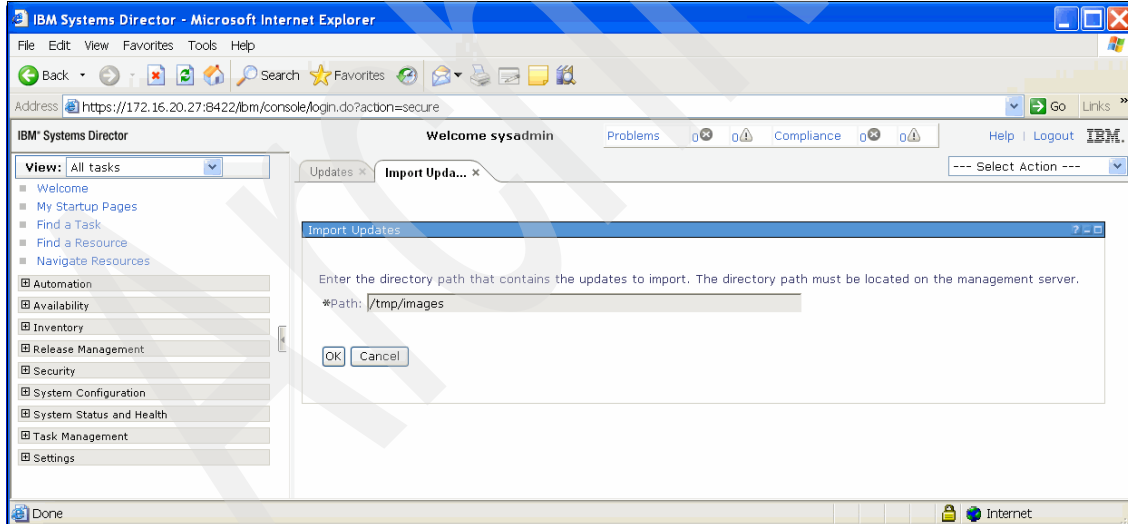 IBM Systems Director - Microsoft Internet Explorer
File Edit View Favorites Tools Help
Back Search Favorites
Address https://172.16.20.27:8422/ibm/console/login.do?action=secure Go Links »
IBM® Systems Director Welcome sysadmin Problems 0 0 Compliance 0 0 Help | Logout IBM.
View: All tasks
Updates × Import Upda... × --- Select Action ---
Welcome
My Startup Pages
Find a Task
Find a Resource
Navigate Resources
Automation
Availability
Inventory
Release Management
Security
System Configuration
System Status and Health
Task Management
Settings
Import Updates ?
Enter the directory path that contains the updates to import. The directory path must be located on the management server.
*Path: /tmp/images
OK Cancel
Done Internet